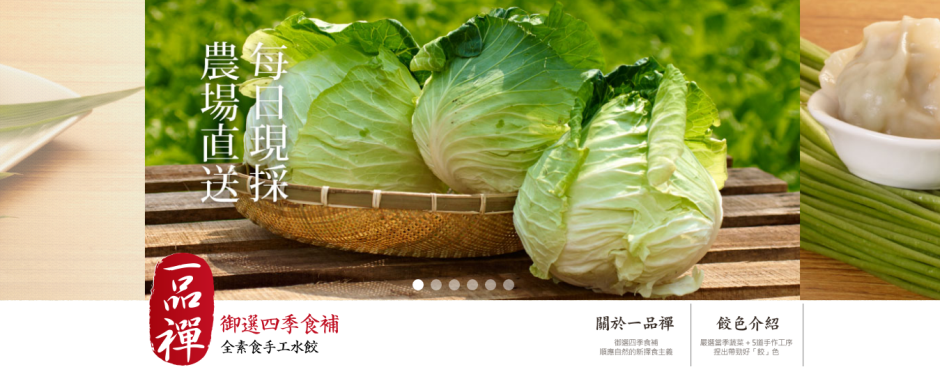 每日現採
農場直送
一品禪
御選四季食補
全素食手工水餃
關於一品禪
御選四季食補
順應自然的新擇食主義
餃色介紹
嚴選當季蔬菜＋5道手作工序
捏出帶勁好「餃」色